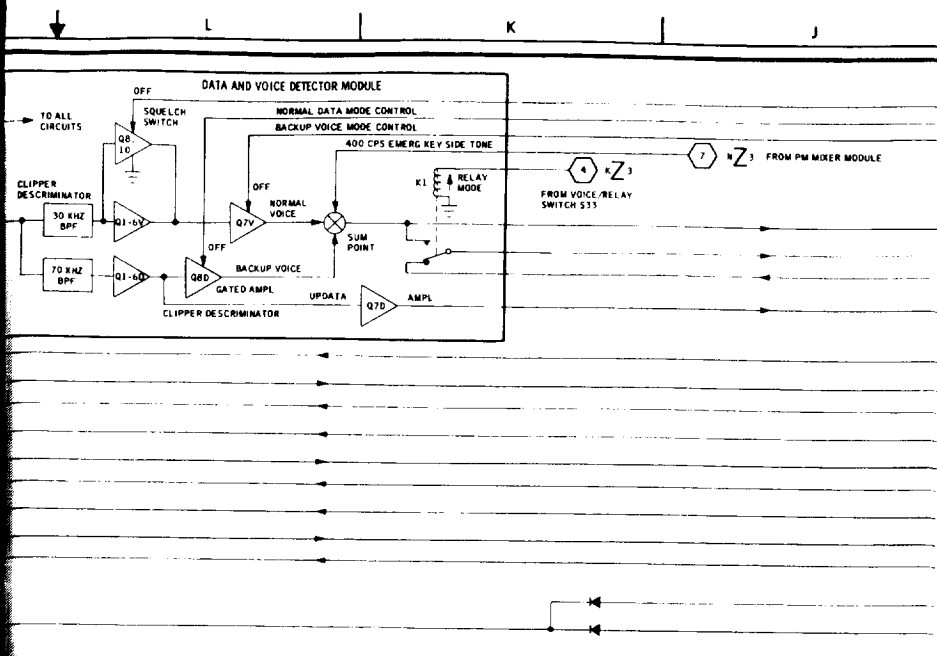 L K J
DATA AND VOICE DETECTOR MODULE
OFF
SQUELCH
SWITCH
NORMAL DATA MODE CONTROL
BACKUP VOICE MODE CONTROL
400 CPS EMERG KEY SIDE TONE
TO ALL
CIRCUITS
Q8-
10
7 N Z 3 FROM PM MIXER MODULE
4 K Z 3
FROM VOICE/RELAY
SWITCH S33
K1
RELAY
MODE
CLIPPER
DESCRIMINATOR
30 KHZ
BPF
Q1-6V
OFF
Q7V
NORMAL
VOICE
SUM
POINT
OFF
70 KHZ
BPF
Q1-6D
Q8D
BACKUP VOICE
GATED AMPL
UPDATA
Q7D
AMPL
CLIPPER DESCRIMINATOR